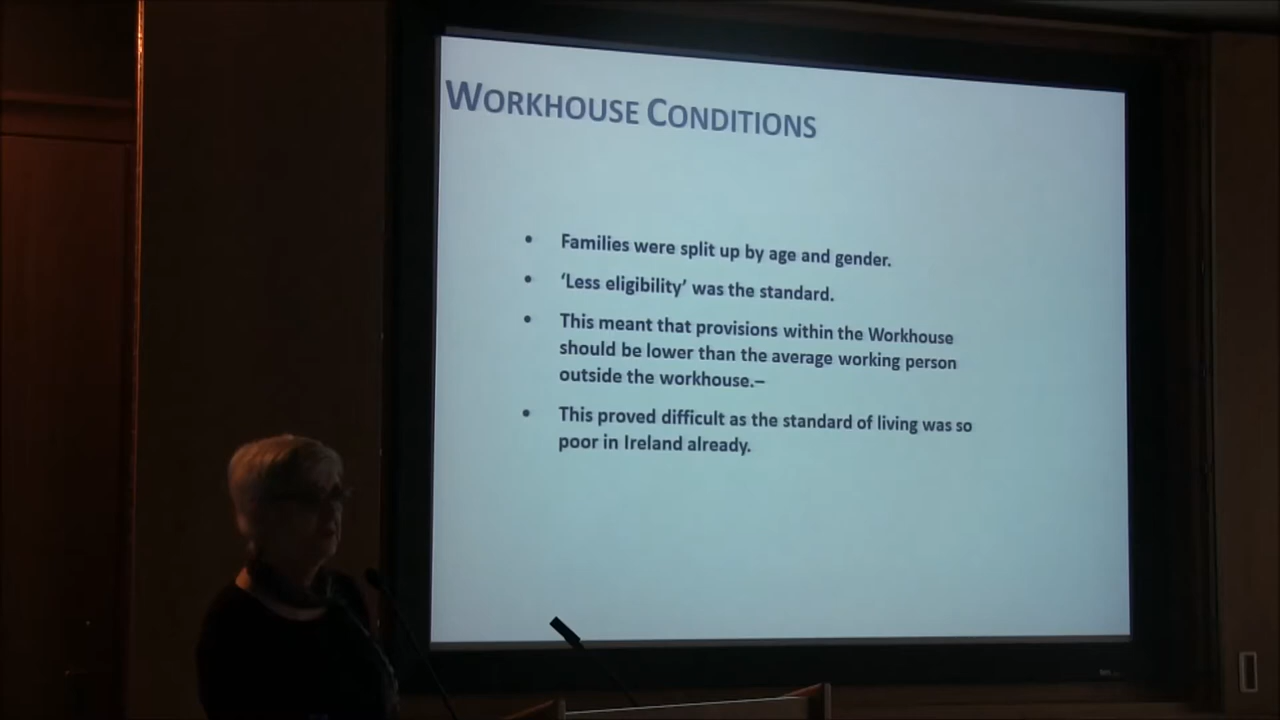 WORKHOUSE CONDITIONS
• Families were split up by age and gender.
• ‘Less eligibility’ was the standard.
• This meant that provisions within the Workhouse
should be lower than the average working person
outside the workhouse.–
• This proved difficult as the standard of living was so
poor in Ireland already.